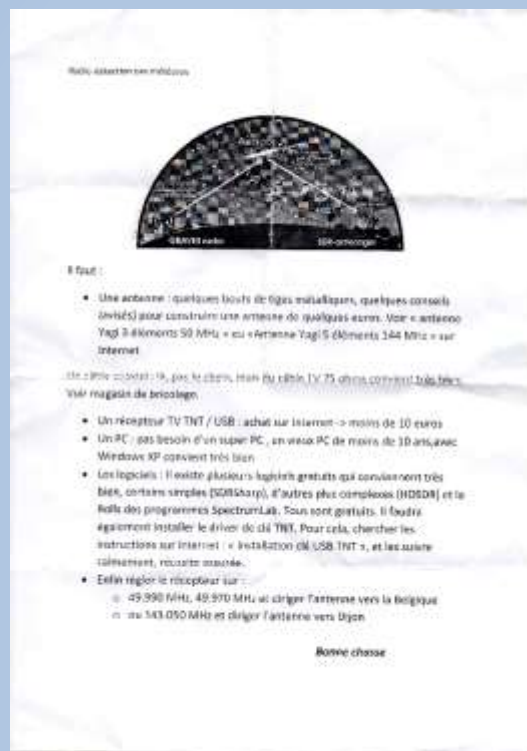 Radio détection des météores
GRAVES radar
Il faut :
• Une antenne : quelques bouts de tiges métalliques, quelques conseils
(avisés) pour construire une antenne de quelques euros. Voir « antenne
Yagi 3 éléments 50 MHz » ou «Antenne Yagi 5 éléments 144 MHz » sur
Internet
pas le choix, mais du câble TV 75 ohms convient très bien.
Voir magasin de bricolage.
• Un récepteur TV TNT / USB : achat sur Internet -> moins de 10 euros
• Un PC : pas besoin d'un super PC , un vieux PC de moins de 10 ans,avec
Windows XP convient très bien
• Les logiciels : Il existe plusieurs logiciels gratuits qui conviennent très
bien, certains simples (SDRSharp), d'autres plus complexes (HDSDR) et la
Rolls des programmes SpectrumLab. Tous sont gratuits. Il faudra
également installer le driver de clé TNT. Pour cela, chercher les
instructions sur Internet : « Installation clé USB TNT », et les suivre
calmement, réussite assurée.
• Enfin régler le récepteur sur :
o 49.990 MHz, 49.970 MHz et diriger l'antenne vers la Belgique
o ou 143.050 MHz et diriger l'antenne vers Dijon
Bonne chasse